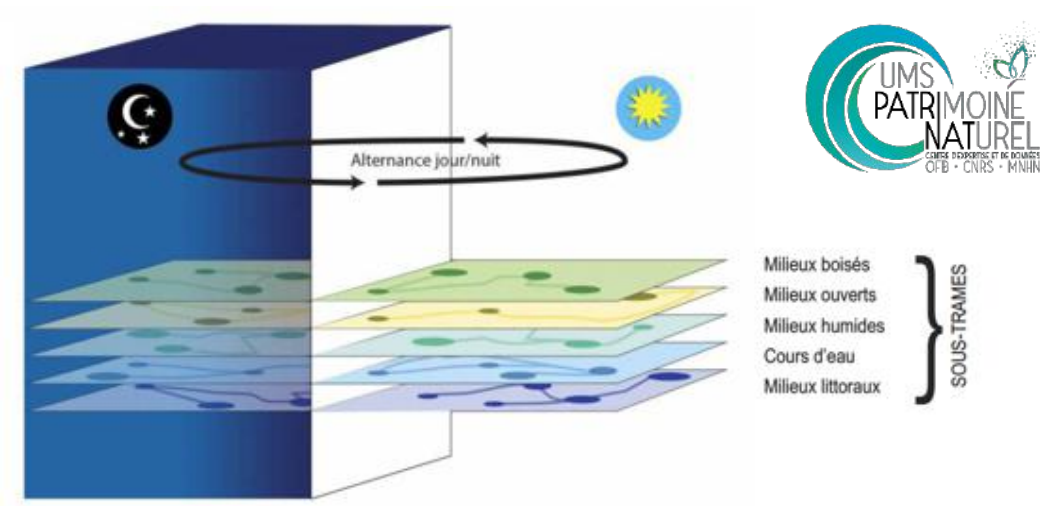 UMS
PATRIMOINE
NATUREL
CENTRE D'EXPERTISE ET DE DONNÉES
OFB • CNRS • MNHN
Alternance jour/nuit
Milieux boisés
Milieux ouverts
Milieux humides
Cours d'eau
Milieux littoraux
SOUS-TRAMES